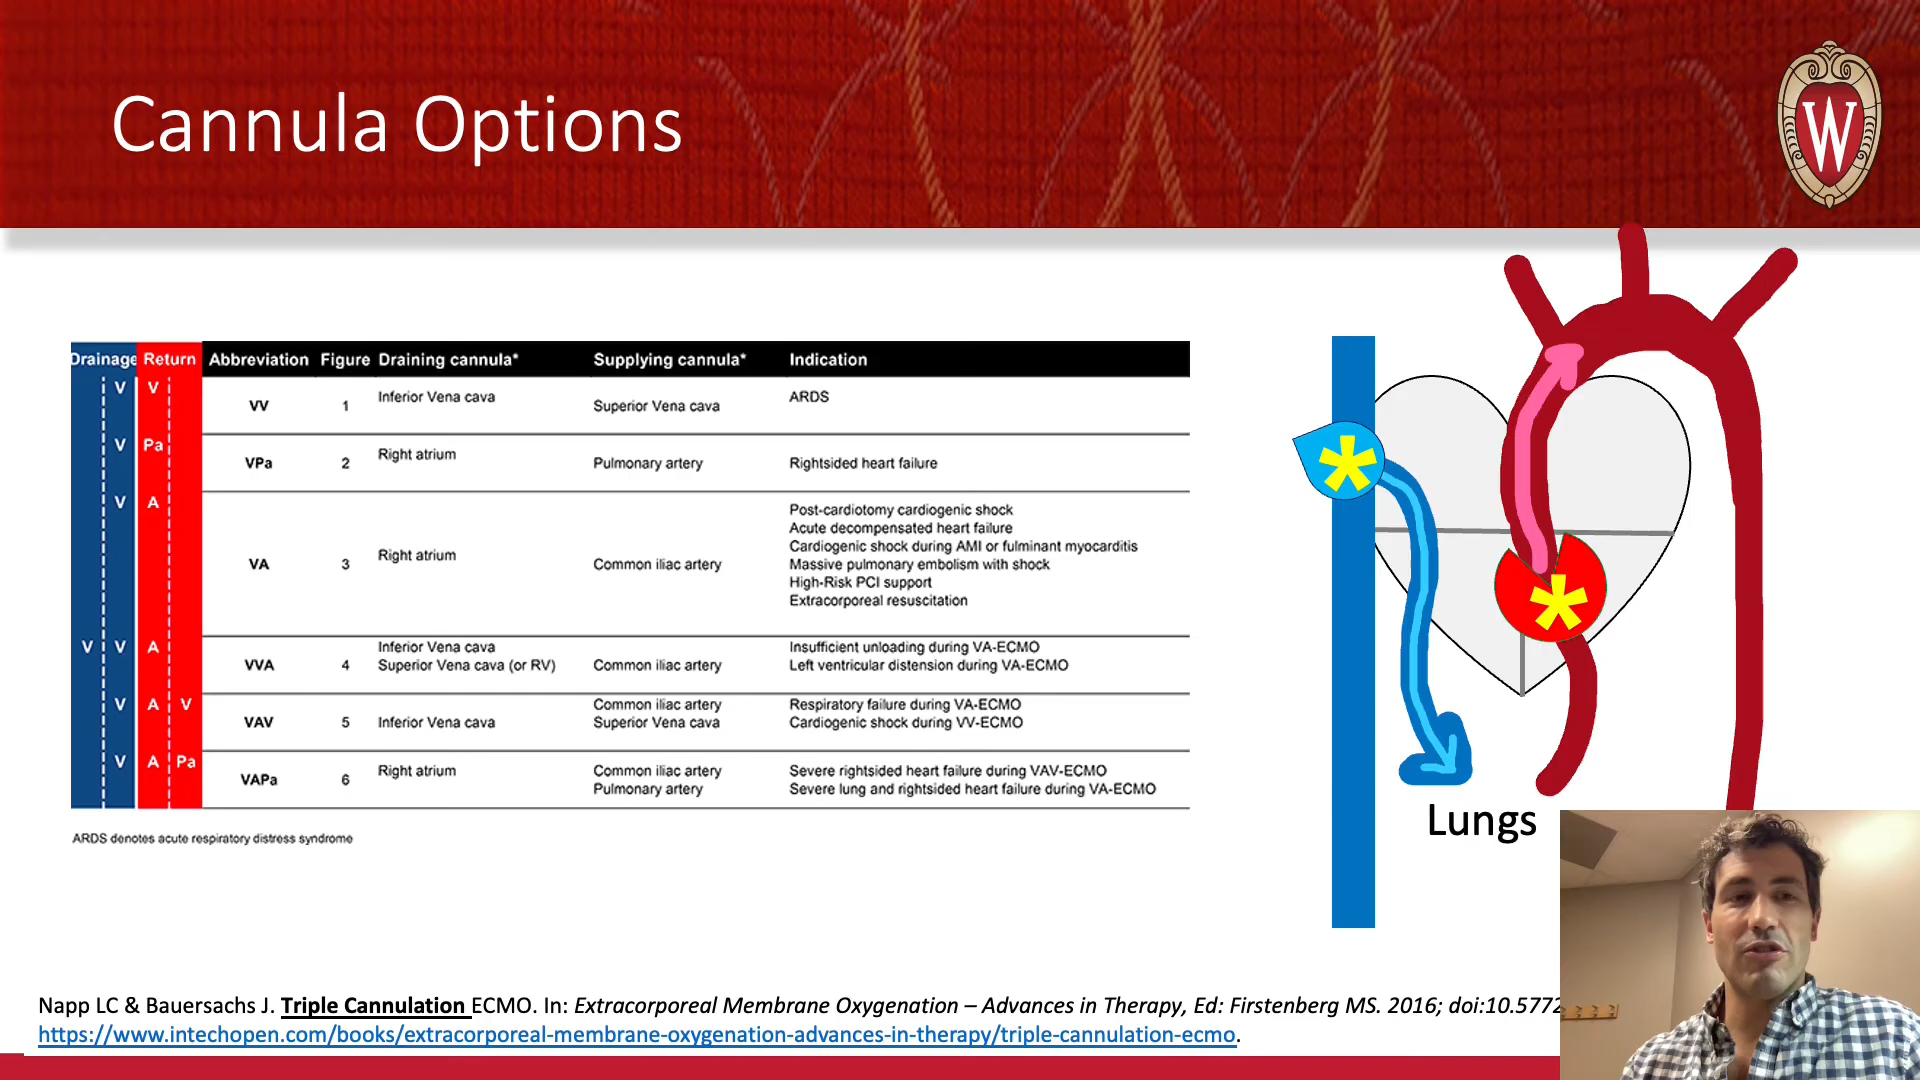 Cannula Options
W
Drainage Return Abbreviation Figure Draining cannula* Supplying cannula* Indication
V V VV 1 Inferior Vena cava Superior Vena cava ARDS
V Pa VPa 2 Right atrium Pulmonary artery Rightsided heart failure
V A VA 3 Right atrium Common iliac artery
Post-cardiotomy cardiogenic shock
Acute decompensated heart failure
Cardiogenic shock during AMI or fulminant myocarditis
Massive pulmonary embolism with shock
High-Risk PCI support
Extracorporeal resuscitation
V V A VVA 4
Inferior Vena cava Insufficient unloading during VA-ECMO
Superior Vena cava (or RV) Common iliac artery Left ventricular distension during VA-ECMO
V A V VAV 5
Common iliac artery Respiratory failure during VA-ECMO
Inferior Vena cava Superior Vena cava Cardiogenic shock during VV-ECMO
V A Pa VAPa 6
Right atrium Common iliac artery Severe rightsided heart failure during VAV-ECMO
Pulmonary artery Severe lung and rightsided heart failure during VA-ECMO
ARDS denotes acute respiratory distress syndrome
Lungs
Napp LC & Bauersachs J. Triple Cannulation ECMO. In: Extracorporeal Membrane Oxygenation – Advances in Therapy, Ed: Firstenberg MS. 2016; doi:10.5772
https://www.intechopen.com/books/extracorporeal-membrane-oxygenation-advances-in-therapy/triple-cannulation-ecmo.